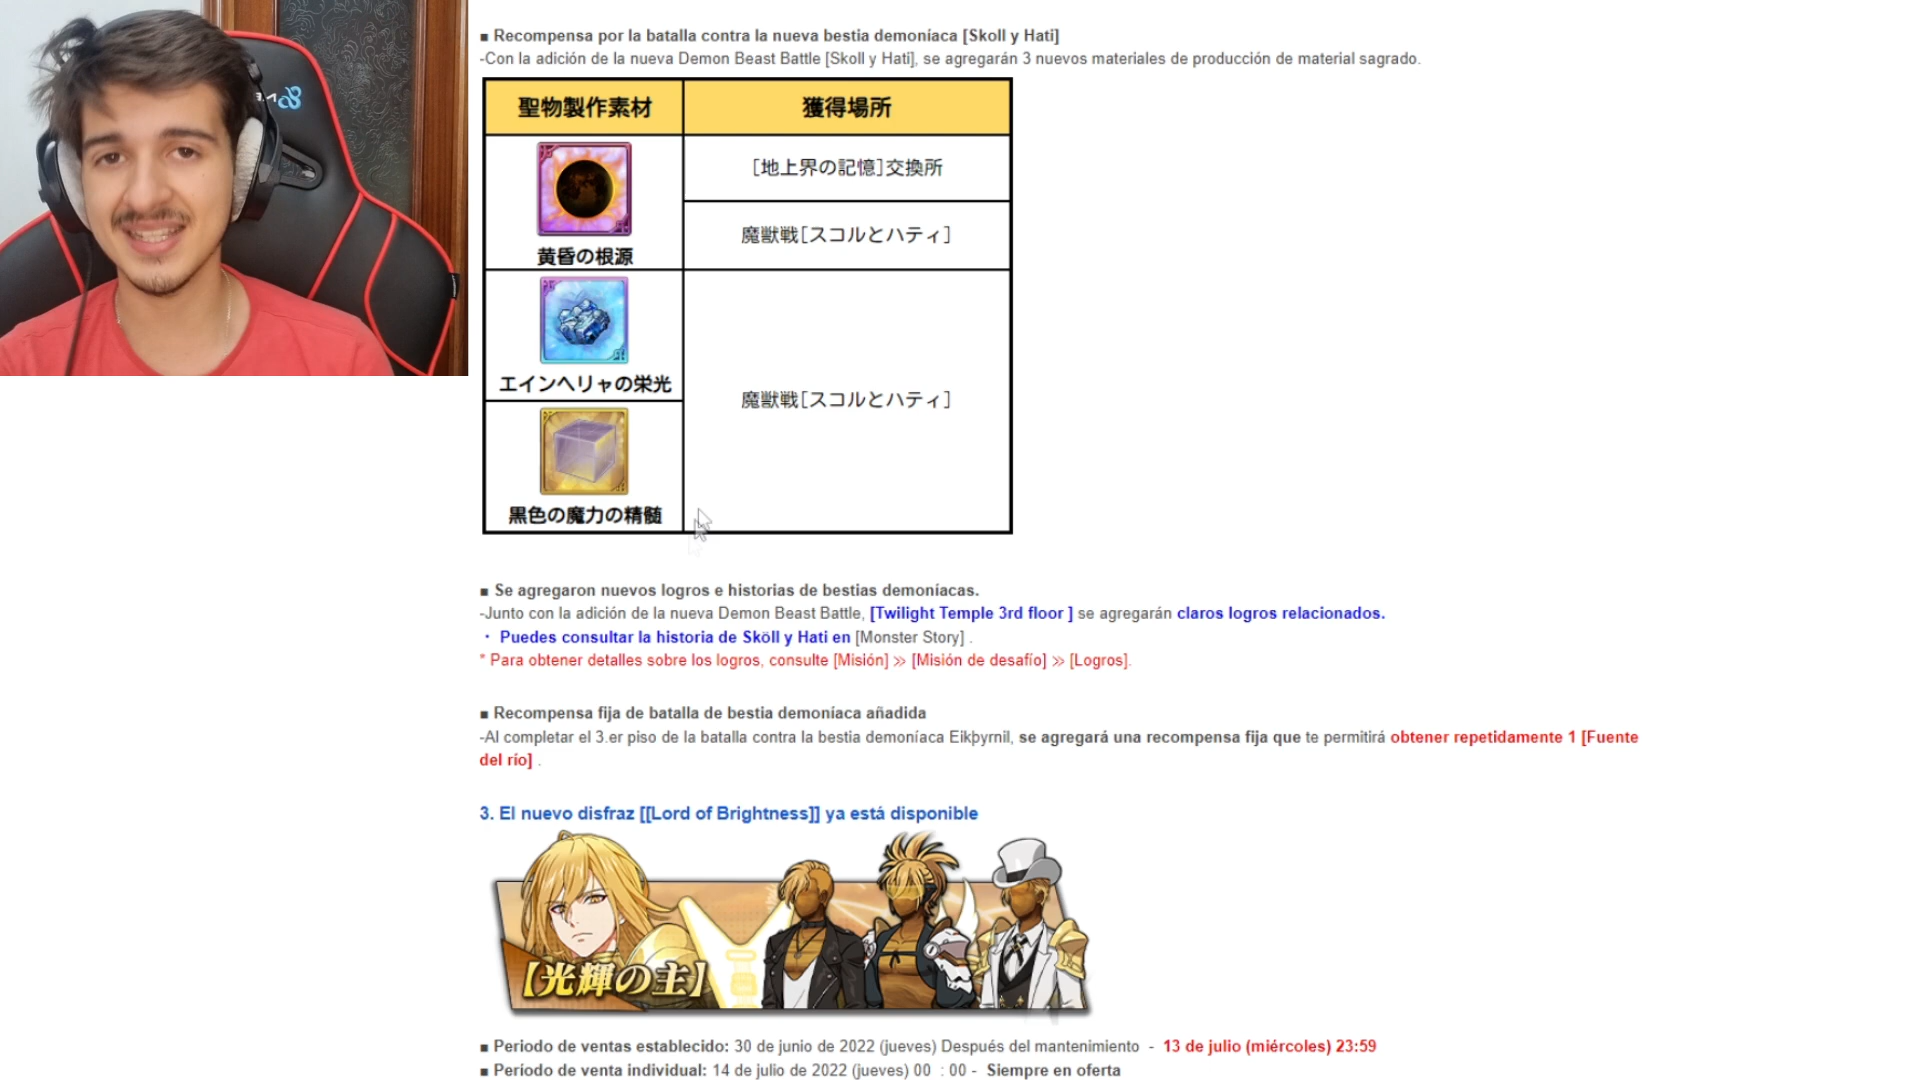 ■ Recompensa por la batalla contra la nueva bestia demoníaca [Skoll y Hati]
-Con la adición de la nueva Demon Beast Battle [Skoll y Hati], se agregarán 3 nuevos materiales de producción de material sagrado.
聖物製作素材
獲得場所
黄昏の根源
[地上界の記憶]交換所
魔獣戦[スコルとハティ]
エインヘリャの栄光
黒色の魔力の精髄
魔獣戦[スコルとハティ]
■ Se agregaron nuevos logros e historias de bestias demoníacas.
-Junto con la adición de la nueva Demon Beast Battle, [Twilight Temple 3rd floor ] se agregarán claros logros relacionados.
・ Puedes consultar la historia de Sköll y Hati en [Monster Story] .
* Para obtener detalles sobre los logros, consulte [Misión] ≫ [Misión de desafío] ≫ [Logros].
■ Recompensa fija de batalla de bestia demoníaca añadida
-Al completar el 3.er piso de la batalla contra la bestia demoníaca Eikþyrnil, se agregará una recompensa fija que te permitirá obtener repetidamente 1 [Fuente
del río] .
3. El nuevo disfraz [[Lord of Brightness]] ya está disponible
【光輝の主】
■ Periodo de ventas establecido: 30 de junio de 2022 (jueves) Después del mantenimiento - 13 de julio (miércoles) 23:59
■ Periodo de venta individual: 14 de julio de 2022 (jueves) 00 : 00 - Siempre en oferta